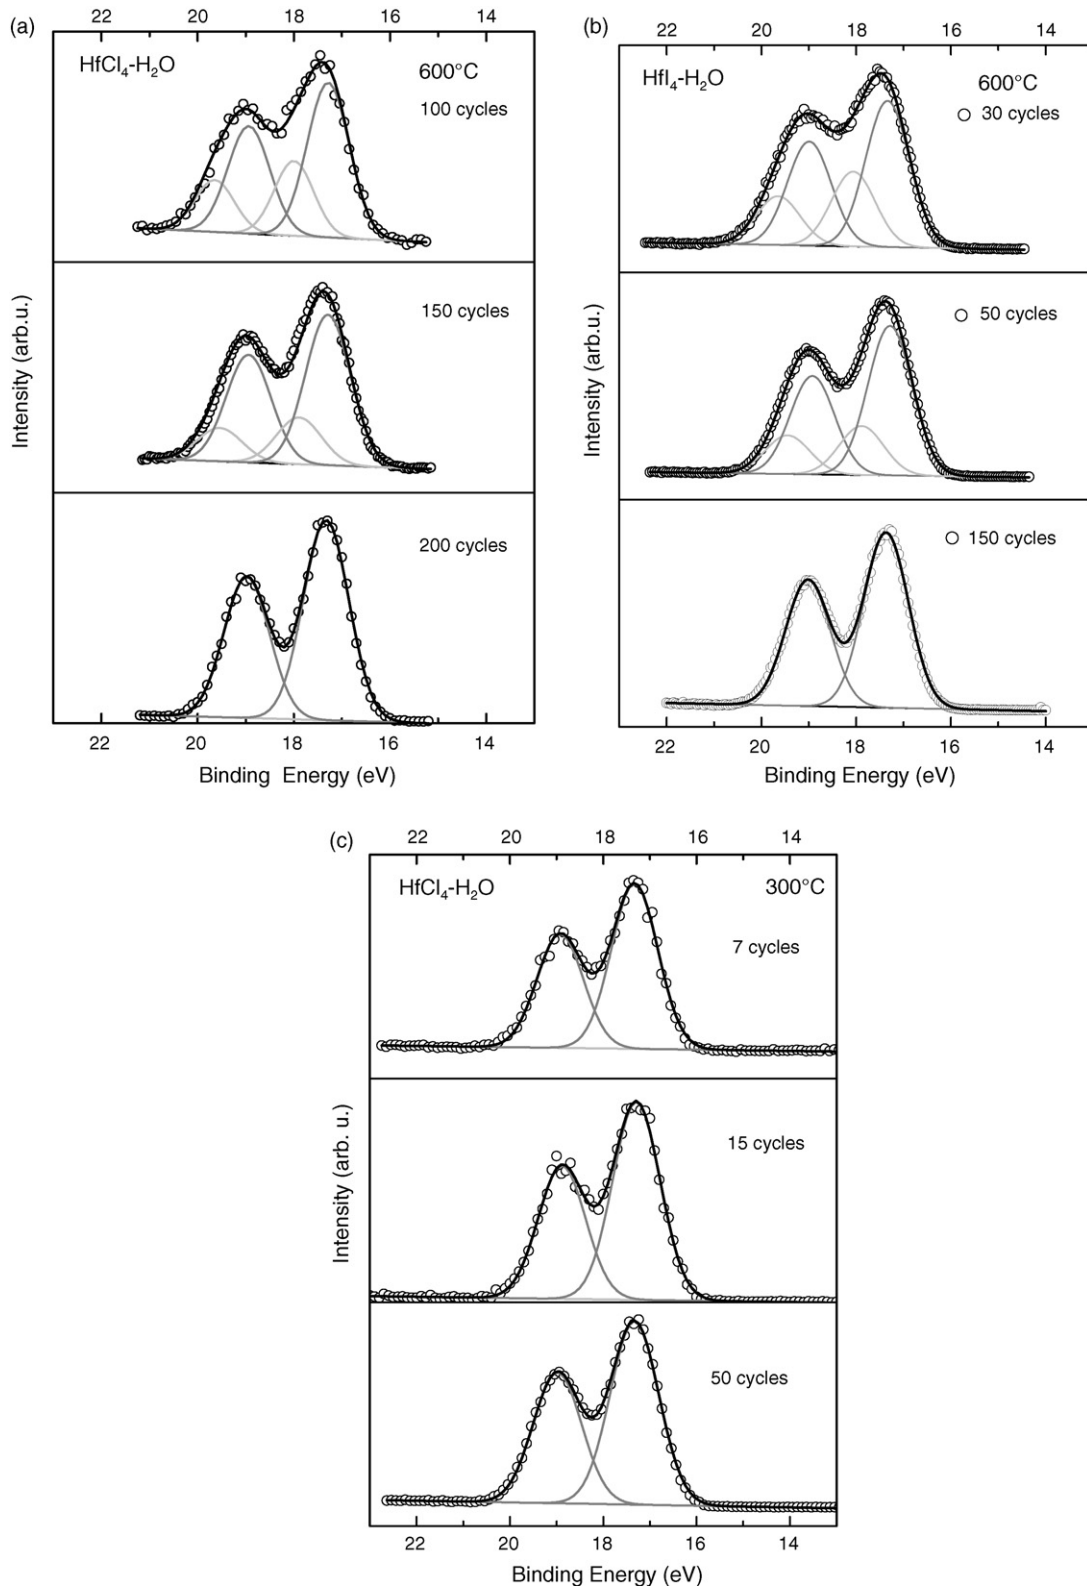 (a)
22 20 18 16 14
HfCl4-H2O
600°C
100 cycles
150 cycles
200 cycles
Intensity (arb.u.)
22 20 18 16 14
Binding Energy (eV)
(b)
22 20 18 16 14
HfI4-H2O
600°C
30 cycles
50 cycles
150 cycles
Intensity (arb.u.)
22 20 18 16 14
Binding Energy (eV)
(c)
22 20 18 16 14
HfCl4-H2O
300°C
7 cycles
15 cycles
50 cycles
Intensity (arb. u.)
22 20 18 16 14
Binding Energy (eV)